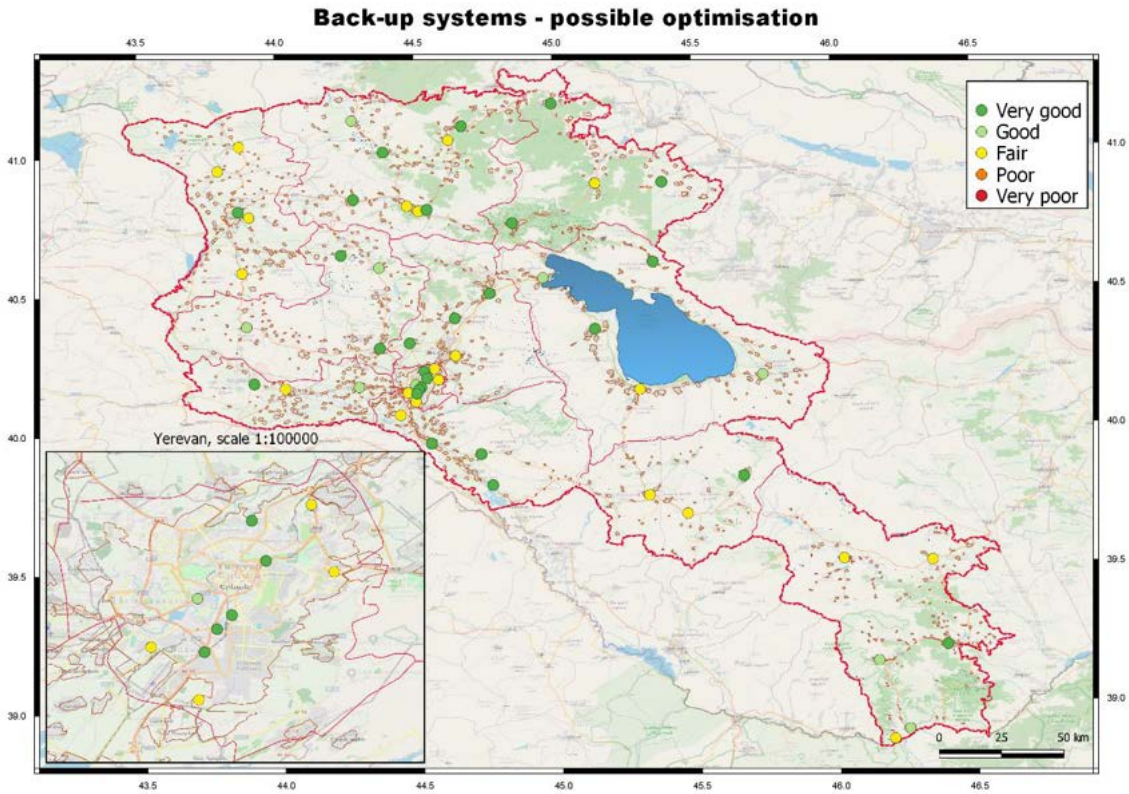 Back-up systems - possible optimisation
43.5 44.0 44.5 45.0 45.5 46.0 46.5
Very good
Good
Fair
Poor
Very poor
41.0 41.0
40.5 40.5
40.0 40.0
Yerevan, scale 1:100000
39.5 39.5
39.0 39.0
0 25 50 km
43.5 44.0 44.5 45.0 45.5 46.0 46.5